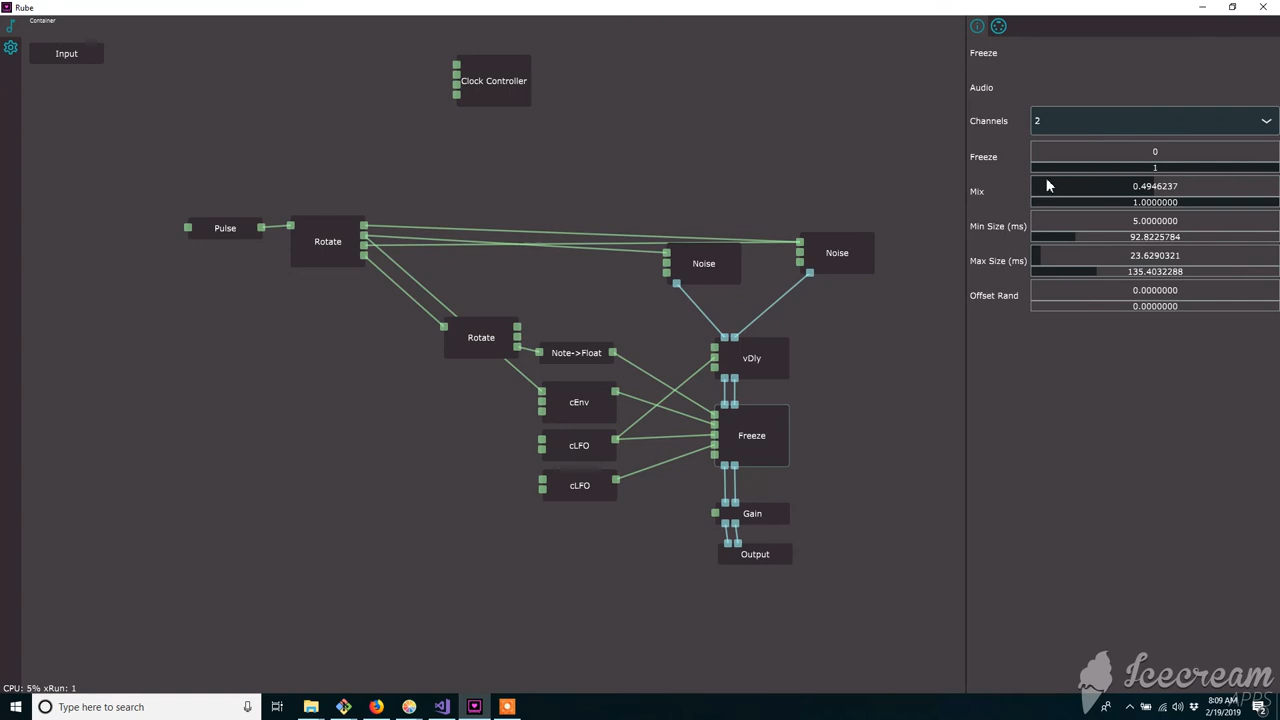 Rube
Container
Input
Clock Controller
Pulse
Rotate
Noise
Noise
Rotate
Note->Float
vDly
cEnv
Freeze
cLFO
cLFO
Gain
Output
CPU: 5% xRun: 1
Freeze
Audio
Channels
2
Freeze
0
1
Mix
0.4946237
1.0000000
Min Size (ms)
5.0000000
92.8225784
Max Size (ms)
23.6290321
135.4032288
Offset Rand
0.0000000
0.0000000
Icecream
APPS
Type here to search
8:09 AM
2/19/2019
2